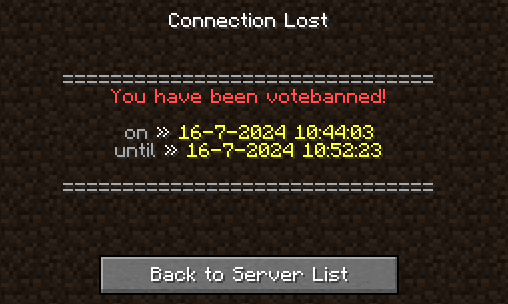 Connection Lost
=====================================
You have been votebanned!
on » 16-7-2024 10:44:03
until » 16-7-2024 10:52:23
=====================================
Back to Server List